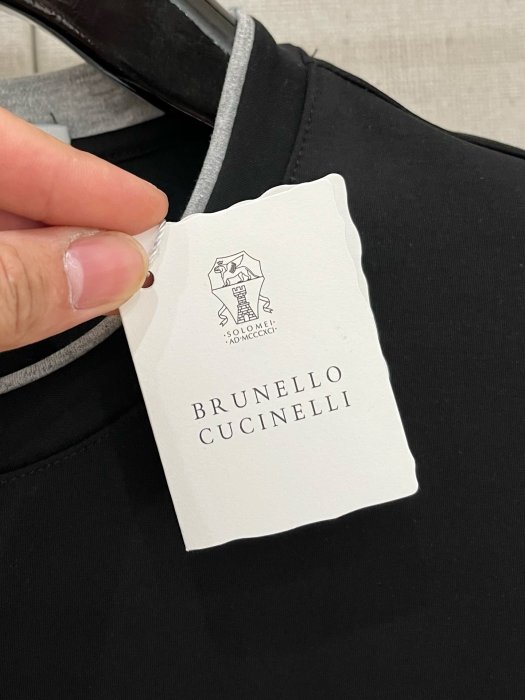 ·SOLOMEI·
·AD·MCCCXCI·
BRUNELLO
CUCINELLI